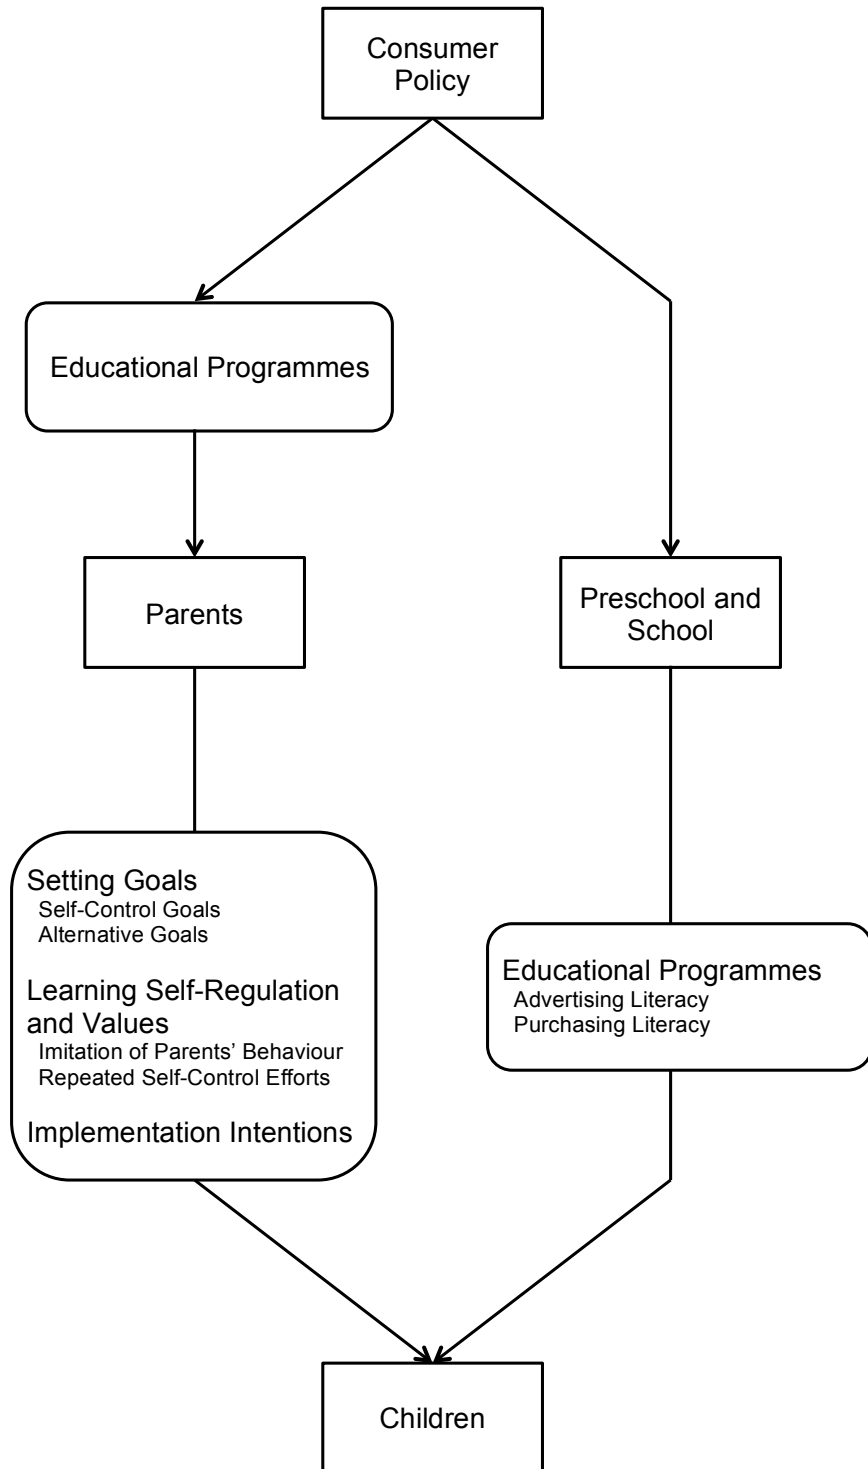 Consumer
Policy
Educational Programmes
Parents
Preschool and
School
Setting Goals
Self-Control Goals
Alternative Goals
Learning Self-Regulation
and Values
Imitation of Parents’ Behaviour
Repeated Self-Control Efforts
Implementation Intentions
Educational Programmes
Advertising Literacy
Purchasing Literacy
Children